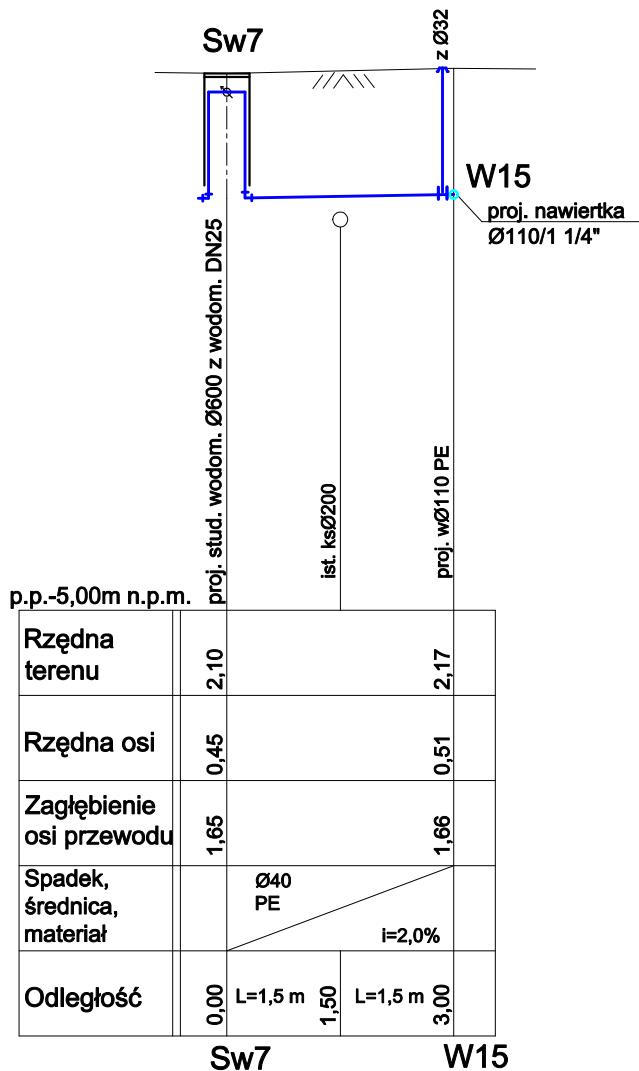 Sw7
z Ø32
W15
proj. nawiertka
Ø110/1 1/4"
proj. stud. wodom. Ø600 z wodom. DN25
ist. ksØ200
proj. wØ110 PE
p.p.-5,00m n.p.m.
Rzędna
terenu
2,10
2,17
Rzędna osi
0,45
0,51
Zagłębienie
osi przewodu
1,65
1,66
Spadek,
średnica,
materiał
Ø40
PE
i=2,0%
Odległość
0,00
L=1,5 m
1,50
L=1,5 m
3,00
Sw7
W15